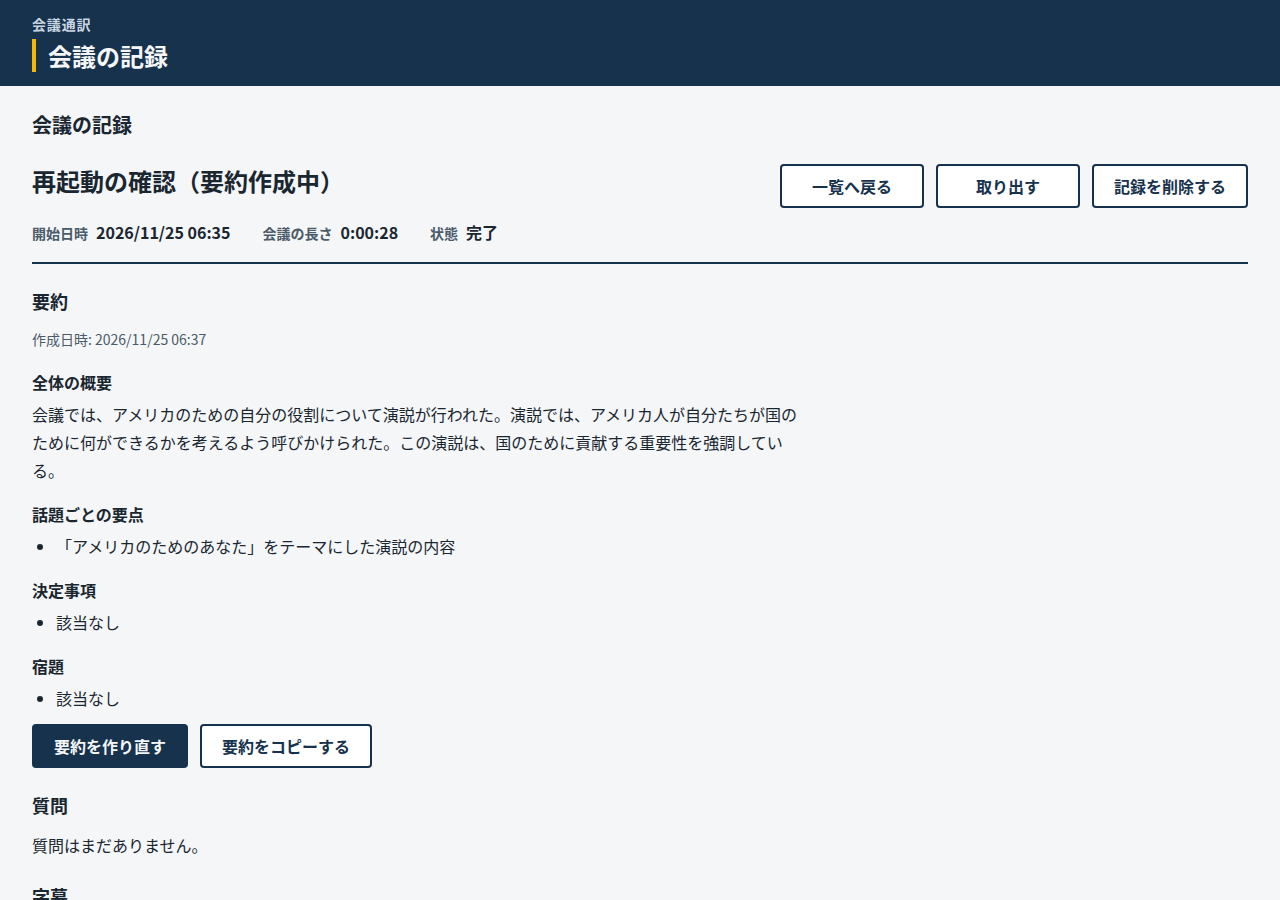 会議通訳
会議の記録
会議の記録
再起動の確認（要約作成中）
一覧へ戻る
取り出す
記録を削除する
開始日時 2026/11/25 06:35 会議の長さ 0:00:28 状態 完了
要約
作成日時: 2026/11/25 06:37
全体の概要
会議では、アメリカのための自分の役割について演説が行われた。演説では、アメリカ人が自分たちが国の
ために何ができるかを考えるよう呼びかけられた。この演説は、国のために貢献する重要性を強調してい
る。
話題ごとの要点
「アメリカのためのあなた」をテーマにした演説の内容
決定事項
該当なし
宿題
該当なし
要約を作り直す
要約をコピーする
質問
質問はまだありません。
字幕